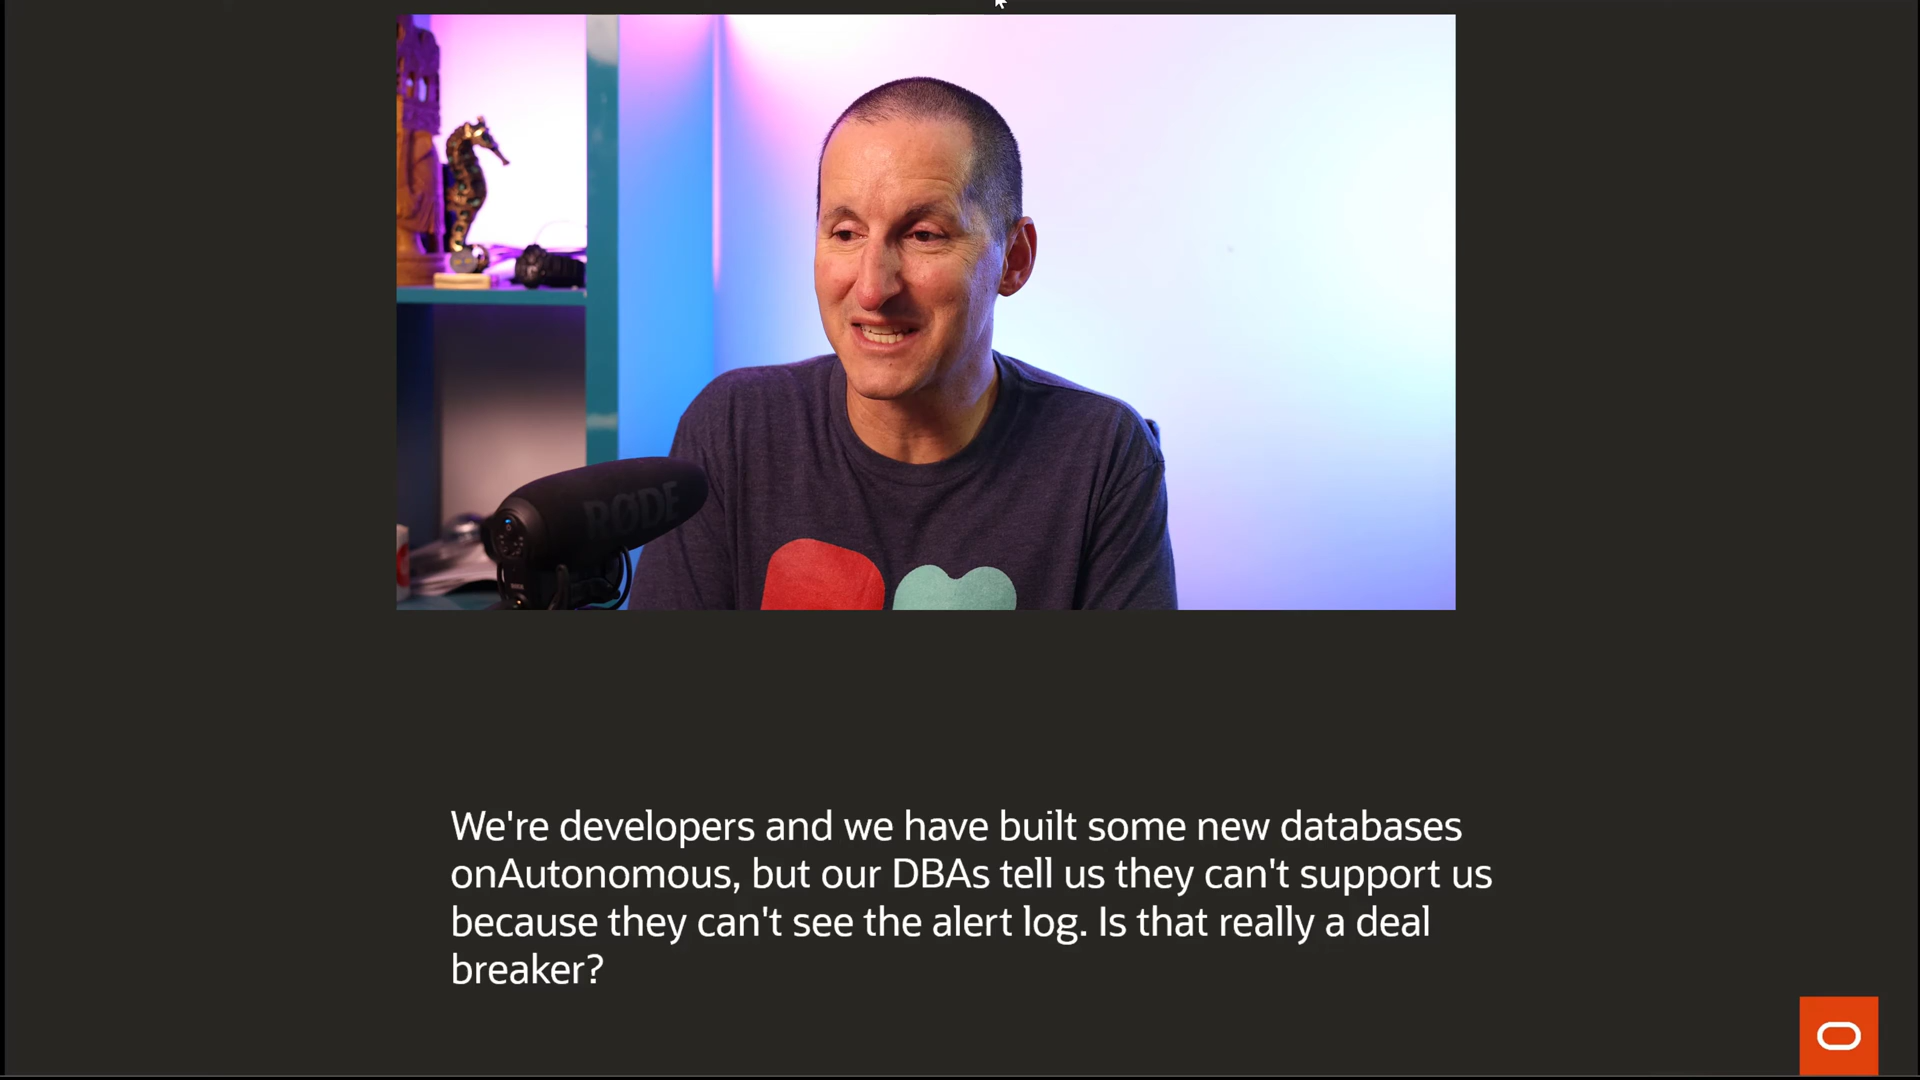 RØDE
We're developers and we have built some new databases
onAutonomous, but our DBAs tell us they can't support us
because they can't see the alert log. Is that really a deal
breaker?